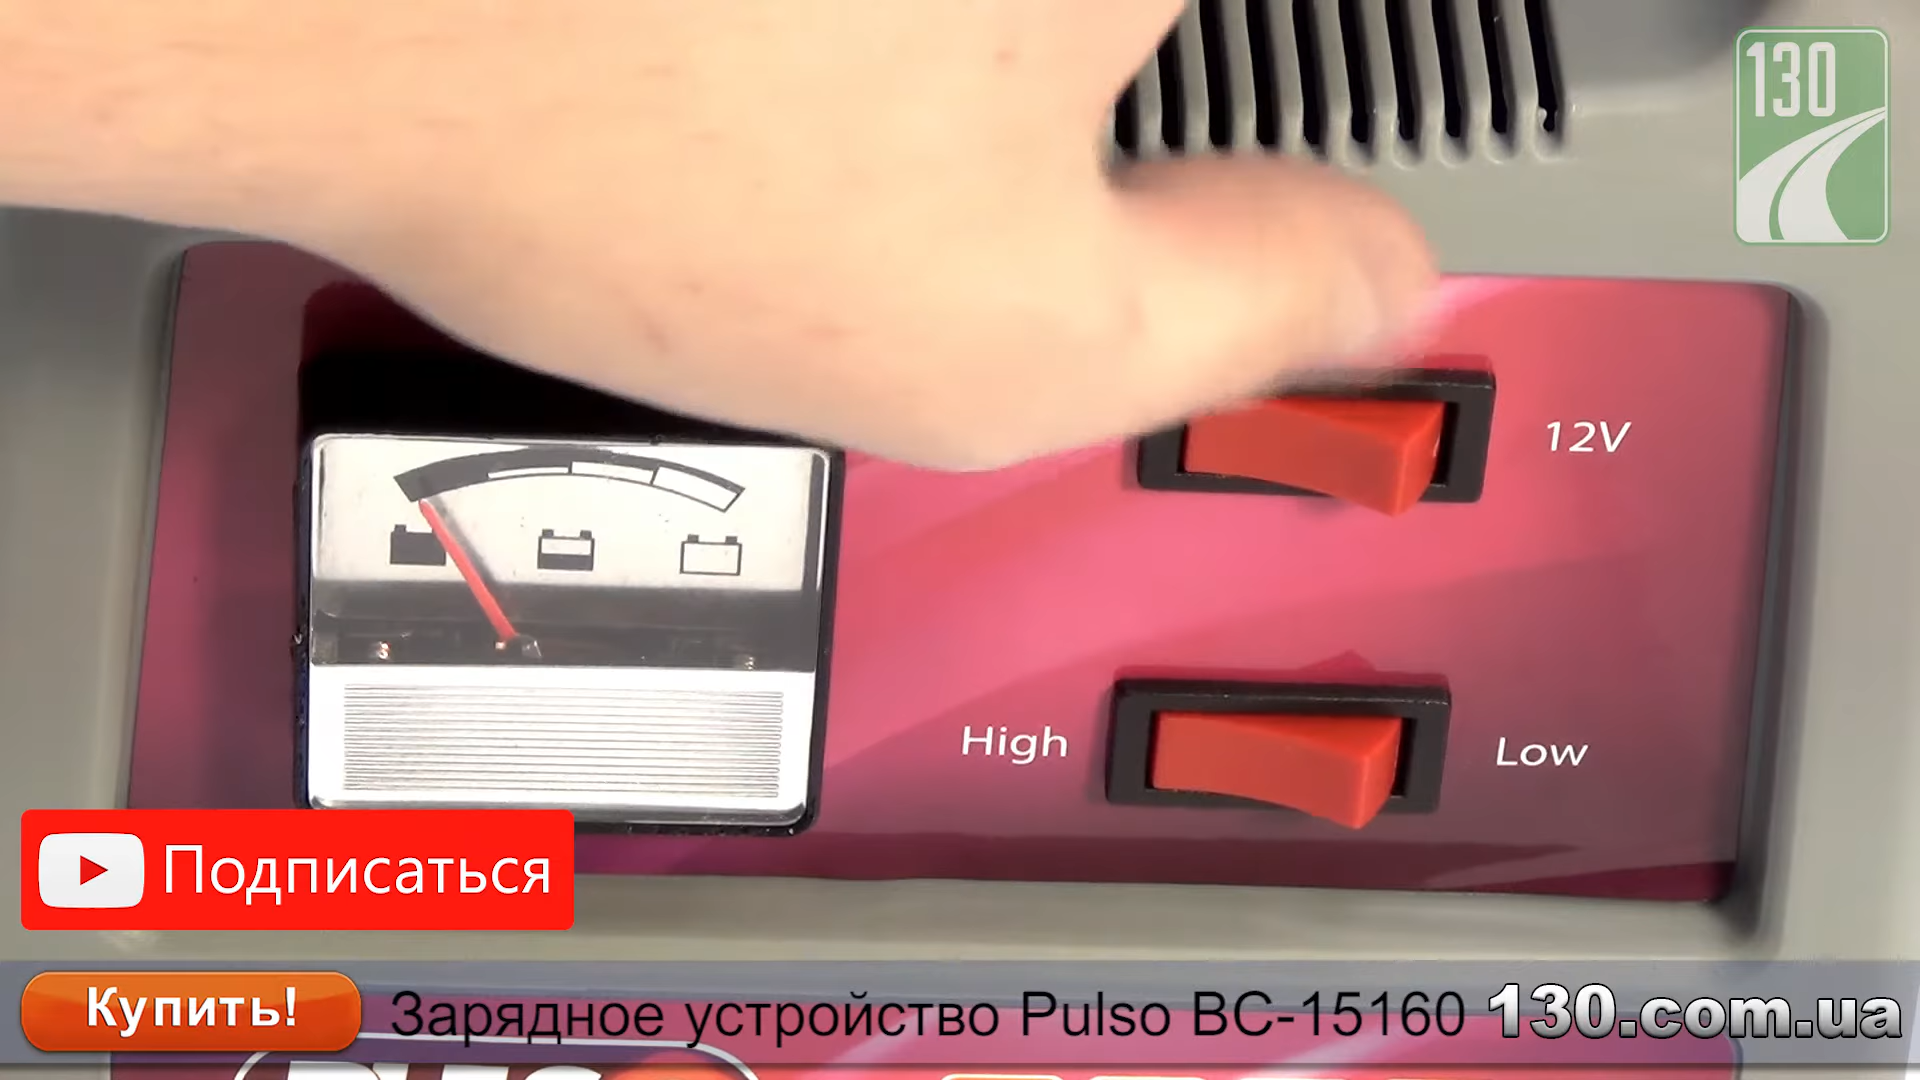 130
12V
High
Low
Подписаться
Купить!
Зарядное устройство Pulso BC-15160
130.com.ua